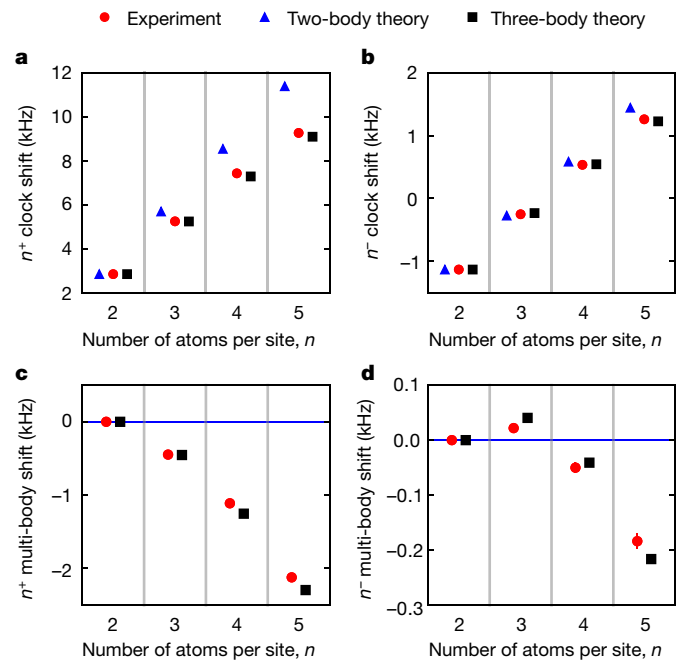 Experiment Two-body theory Three-body theory
a
12
10
8
6
4
2
n⁺ clock shift (kHz)
2 3 4 5
Number of atoms per site, n
b
2
1
0
−1
n⁻ clock shift (kHz)
2 3 4 5
Number of atoms per site, n
c
0
−1
−2
n⁺ multi-body shift (kHz)
2 3 4 5
Number of atoms per site, n
d
0.1
0.0
−0.1
−0.2
−0.3
n⁻ multi-body shift (kHz)
2 3 4 5
Number of atoms per site, n